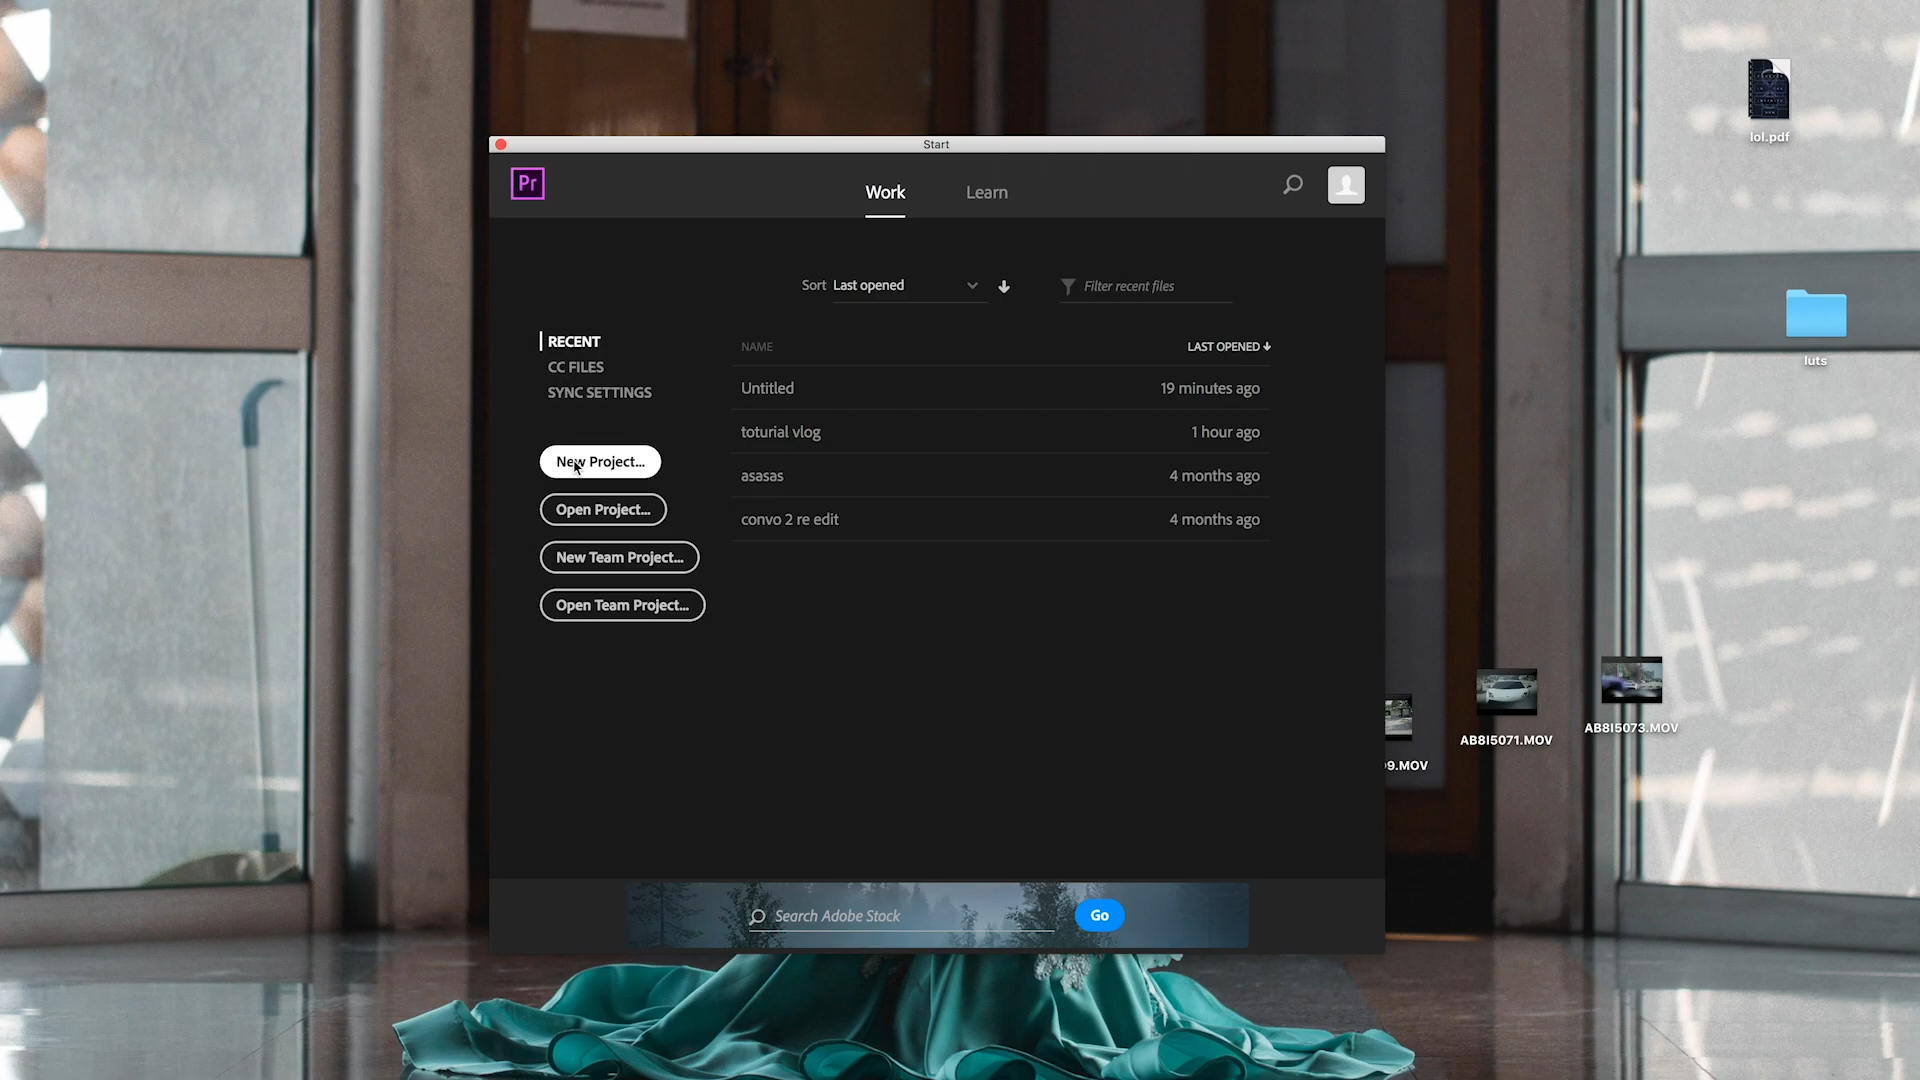 Start
Pr
Work
Learn
Sort Last opened
Filter recent files
RECENT
CC FILES
SYNC SETTINGS
New Project...
Open Project...
New Team Project...
Open Team Project...
NAME LAST OPENED
Untitled 19 minutes ago
toturial vlog 1 hour ago
asasas 4 months ago
convo 2 re edit 4 months ago
Search Adobe Stock
Go
lol.pdf
luts
9.MOV
AB8I5071.MOV
AB8I5073.MOV